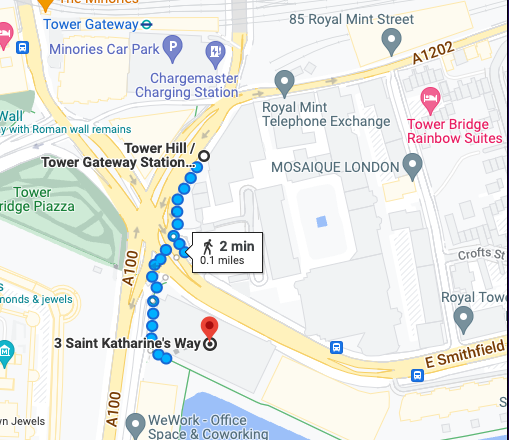 The Minories
Tower Gateway
85 Royal Mint Street
Minories Car Park
P
A1202
Chargemaster
Charging Station
Royal Mint
Telephone Exchange
Wall
y with Roman wall remains
Tower Bridge
Rainbow Suites
Tower Hill /
Tower Gateway Station...
MOSAIQUE LONDON
Tower
ridge Piazza
2 min
0.1 miles
Crofts St
A100
s
monds & jewels
Royal Towe
3 Saint Katharine's Way
E Smithfield
A100
wn Jewels
WeWork - Office
Space & Coworking